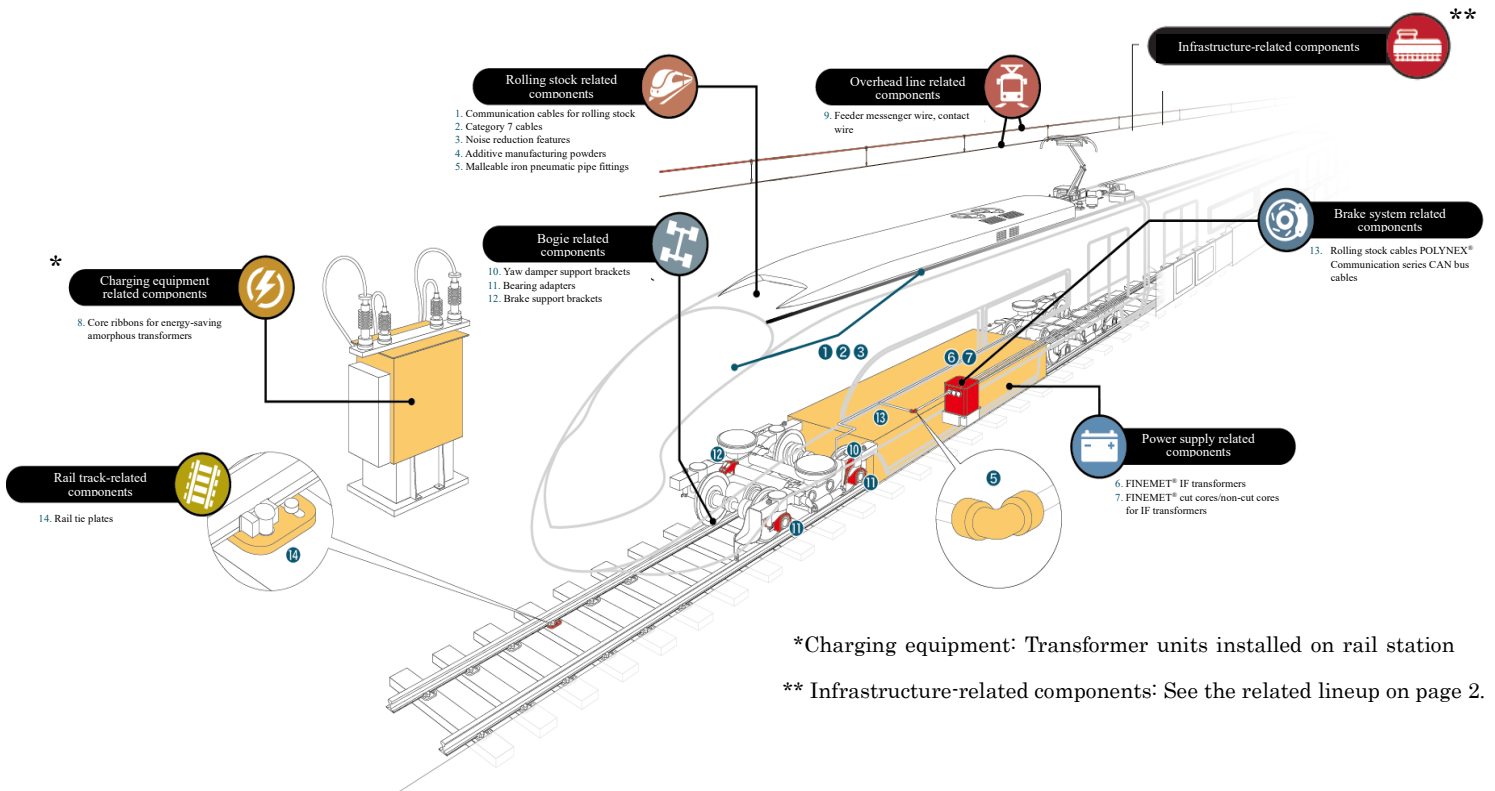 **
Infrastructure-related components
Rolling stock related
components
1. Communication cables for rolling stock
2. Category 7 cables
3. Noise reduction features
4. Additive manufacturing powders
5. Malleable iron pneumatic pipe fittings
Overhead line related
components
9. Feeder messenger wire, contact
wire
Bogie related
components
10. Yaw damper support brackets
11. Bearing adapters
12. Brake support brackets
Brake system related
components
13. Rolling stock cables POLYNEX®
Communication series CAN bus
cables
*
Charging equipment
related components
8. Core ribbons for energy-saving
amorphous transformers
1 2 3
6 7
13
12
10
11
11
5
Power supply related
components
6. FINEMET® IF transformers
7. FINEMET® cut cores/non-cut cores
for IF transformers
Rail track-related
components
14. Rail tie plates
14
*Charging equipment: Transformer units installed on rail station
** Infrastructure-related components: See the related lineup on page 2.